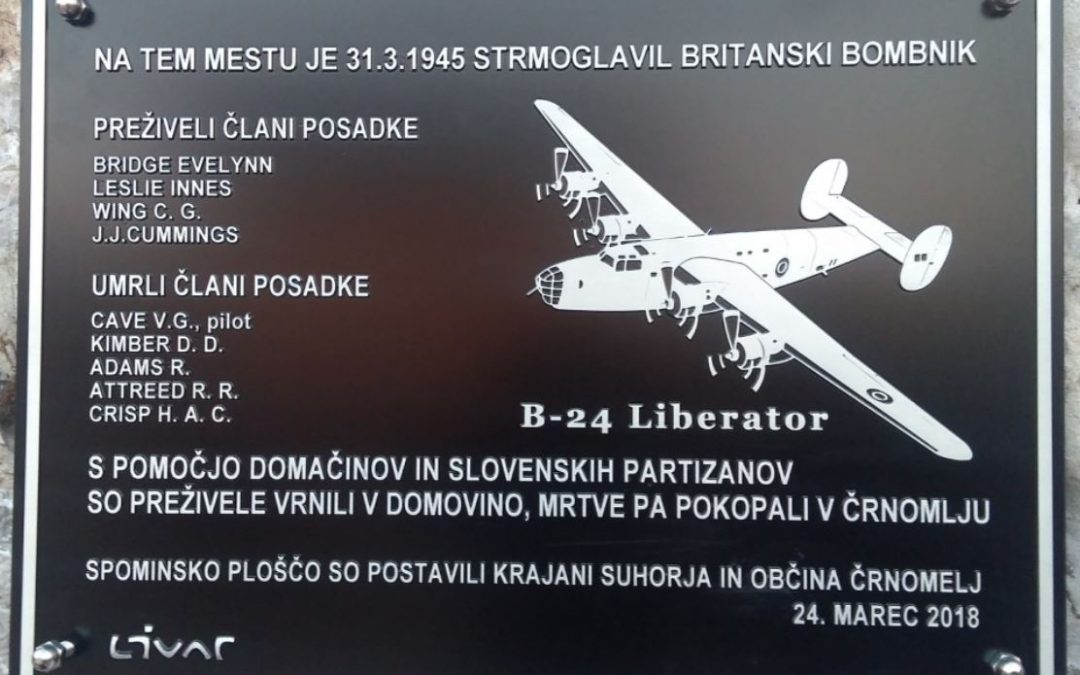 NA TEM MESTU JE 31.3.1945 STRMOGLAVIL BRITANSKI BOMBNIK
PREŽIVELI ČLANI POSADKE
BRIDGE EVELYNN
LESLIE INNES
WING C. G.
J.J.CUMMINGS
UMRLI ČLANI POSADKE
CAVE V.G., pilot
KIMBER D. D.
ADAMS R.
ATTREED R. R.
CRISP H. A. C.
B-24 Liberator
S POMOČJO DOMAČINOV IN SLOVENSKIH PARTIZANOV
SO PREŽIVELE VRNILI V DOMOVINO, MRTVE PA POKOPALI V ČRNOMLJU
SPOMINSKO PLOŠČO SO POSTAVILI KRAJANI SUHORJA IN OBČINA ČRNOMELJ
24. MAREC 2018
Livar